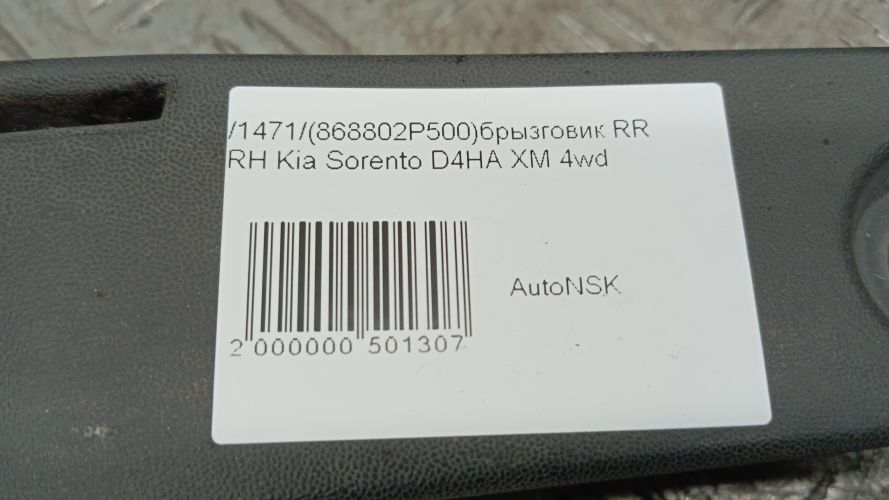 /1471/(868802P500)брызговик RR
RH Kia Sorento D4HA XM 4wd
AutoNSK
2 000000 501307